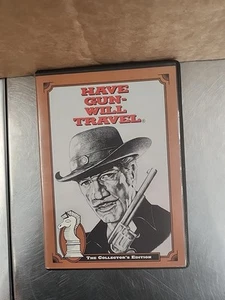 HAVE
GUN-
WILL
TRAVEL
THE COLLECTOR'S EDITION